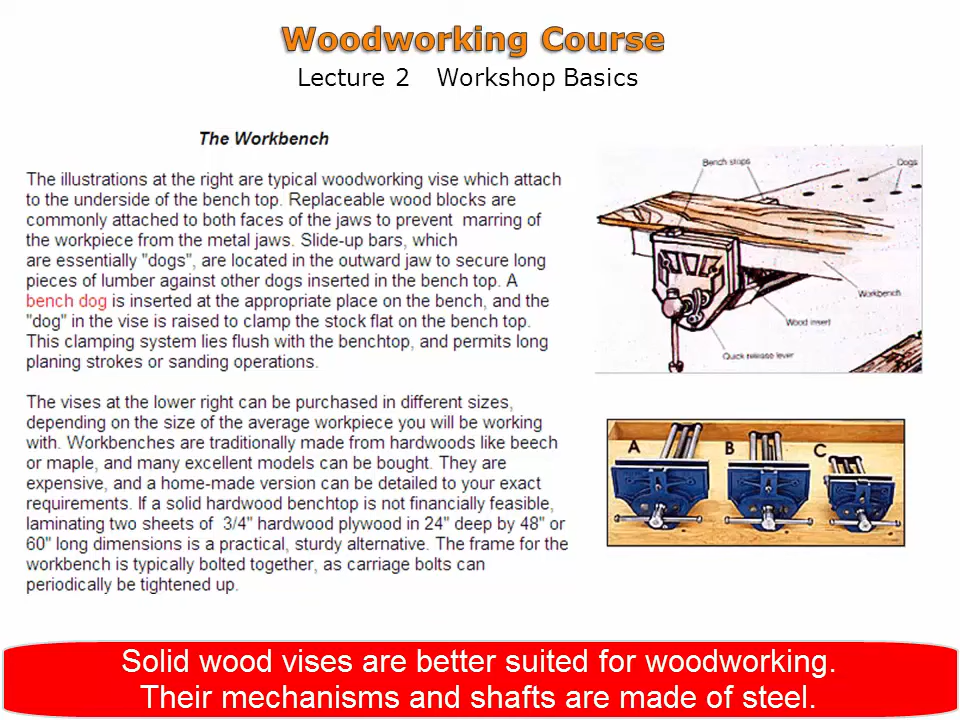 Woodworking Course
Lecture 2 Workshop Basics
The Workbench
The illustrations at the right are typical woodworking vise which attach
to the underside of the bench top. Replaceable wood blocks are
commonly attached to both faces of the jaws to prevent marring of
the workpiece from the metal jaws. Slide-up bars, which
are essentially "dogs", are located in the outward jaw to secure long
pieces of lumber against other dogs inserted in the bench top. A
bench dog is inserted at the appropriate place on the bench, and the
"dog" in the vise is raised to clamp the stock flat on the bench top.
This clamping system lies flush with the benchtop, and permits long
planing strokes or sanding operations.
The vises at the lower right can be purchased in different sizes,
depending on the size of the average workpiece you will be working
with. Workbenches are traditionally made from hardwoods like beech
or maple, and many excellent models can be bought. They are
expensive, and a home-made version can be detailed to your exact
requirements. If a solid hardwood benchtop is not financially feasible,
laminating two sheets of 3/4" hardwood plywood in 24" deep by 48" or
60" long dimensions is a practical, sturdy alternative. The frame for the
workbench is typically bolted together, as carriage bolts can
periodically be tightened up.
Bench stops
Dogs
Workbench
Wood insert
Quick release lever
A B C
Solid wood vises are better suited for woodworking.
Their mechanisms and shafts are made of steel.